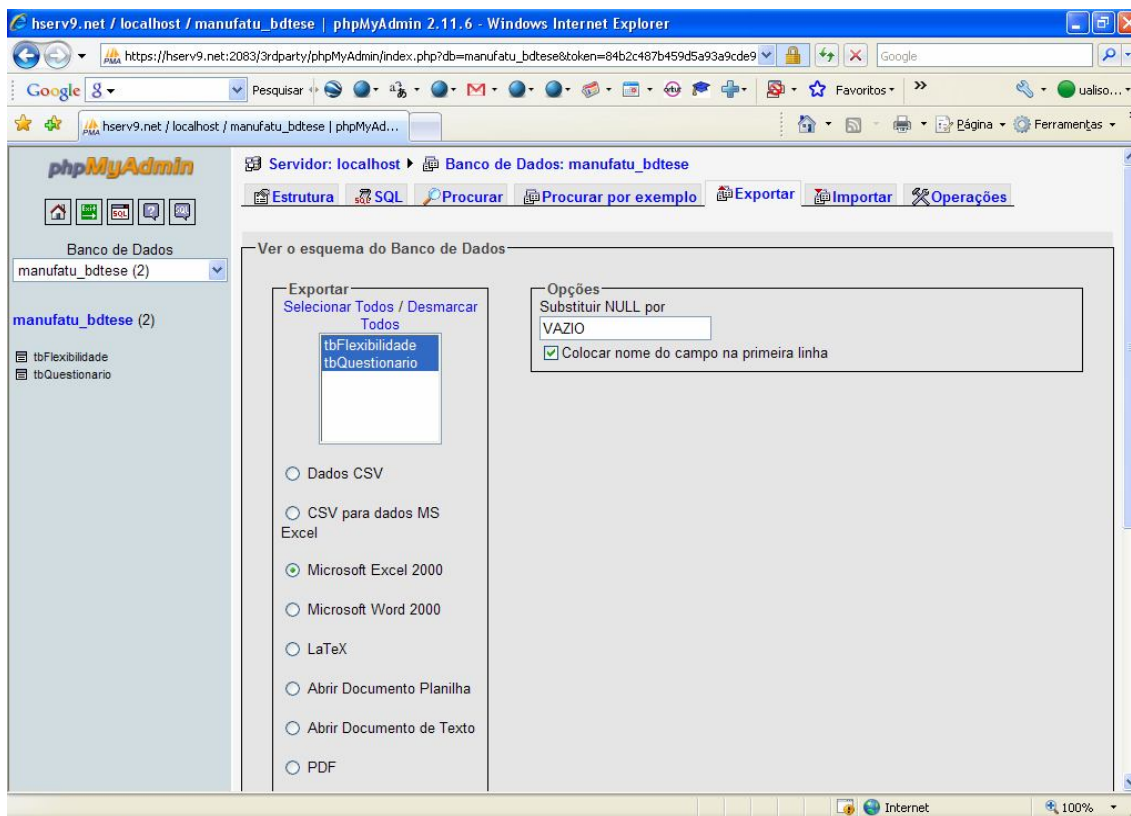 hserv9.net / localhost / manufatu_bdtese | phpMyAdmin 2.11.6 - Windows Internet Explorer
https://hserv9.net:2083/3rdparty/phpMyAdmin/index.php?db=manufatu_bdtese&token=84b2c487b459d5a93a9cde9
Google
Google
Pesquisar
Favoritos
ualiso...
hserv9.net / localhost / manufatu_bdtese | phpMyAd...
Página
Ferramentas
phpMyAdmin
SQL
SQL
Banco de Dados
manufatu_bdtese (2)
manufatu_bdtese (2)
tbFlexibilidade
tbQuestionario
Servidor: localhost
Banco de Dados: manufatu_bdtese
Estrutura
SQL
Procurar
Procurar por exemplo
Exportar
Importar
Operações
Ver o esquema do Banco de Dados
Exportar
Selecionar Todos / Desmarcar
Todos
tbFlexibilidade
tbQuestionario
Dados CSV
CSV para dados MS
Excel
Microsoft Excel 2000
Microsoft Word 2000
LaTeX
Abrir Documento Planilha
Abrir Documento de Texto
PDF
Opções
Substituir NULL por
VAZIO
Colocar nome do campo na primeira linha
Internet
100%